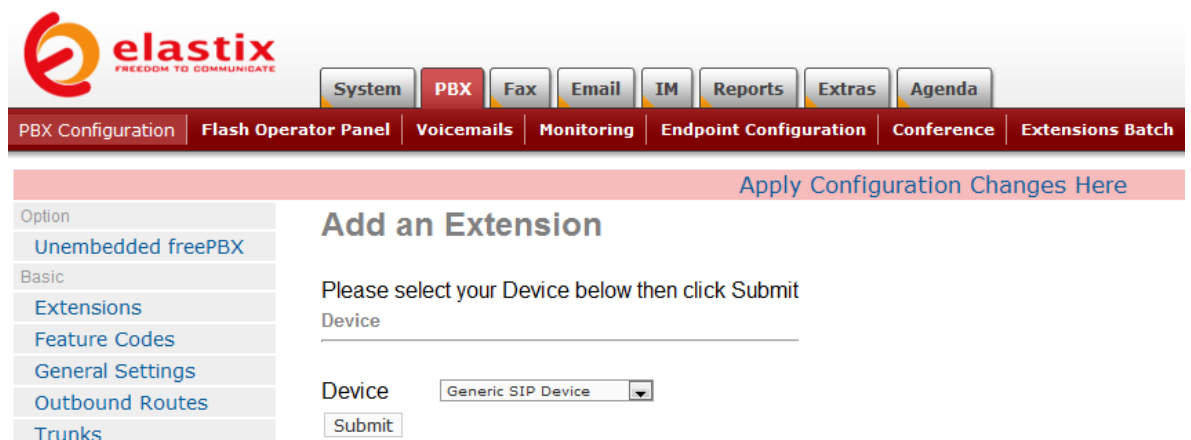 elastix
FREEDOM TO COMMUNICATE
System PBX Fax Email IM Reports Extras Agenda
PBX Configuration Flash Operator Panel Voicemails Monitoring Endpoint Configuration Conference Extensions Batch
Apply Configuration Changes Here
Option
Unembedded freePBX
Basic
Extensions
Feature Codes
General Settings
Outbound Routes
Trunks
Add an Extension
Please select your Device below then click Submit
Device
Device Generic SIP Device
Submit